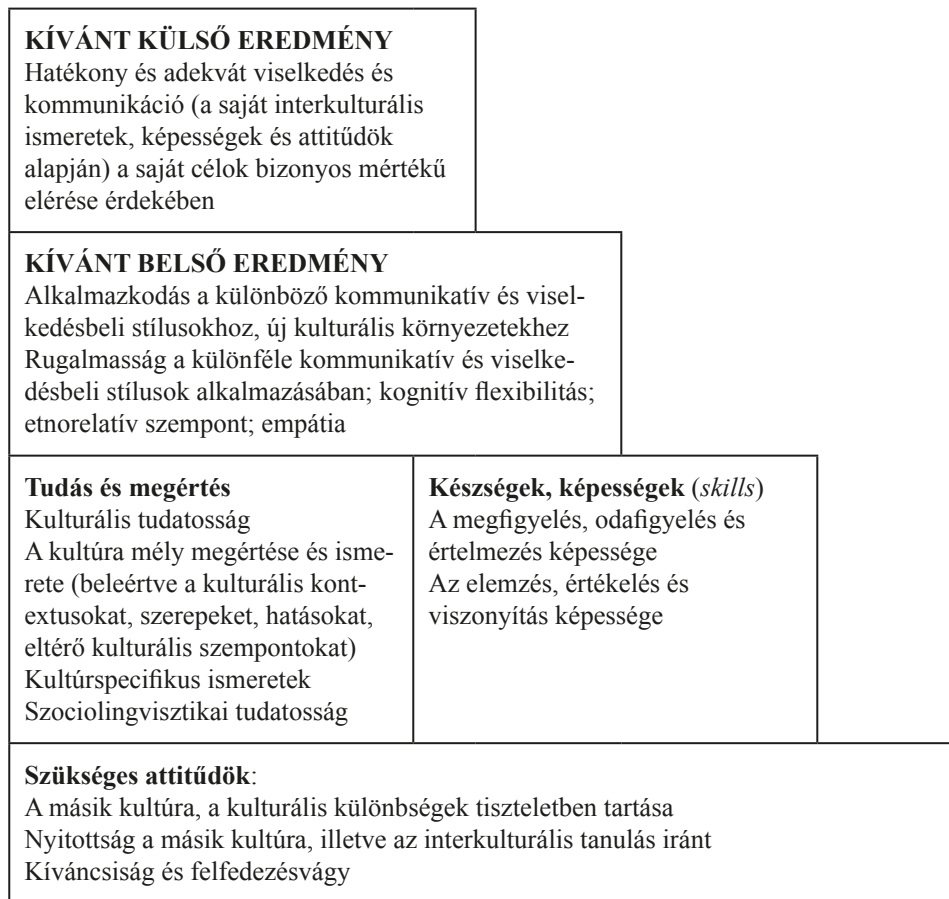 KÍVÁNT KÜLSŐ EREDMÉNY
Hatékony és adekvát viselkedés és
kommunikáció (a saját interkulturális
ismeretek, képességek és attitűdök
alapján) a saját célok bizonyos mértékű
elérése érdekében
KÍVÁNT BELSŐ EREDMÉNY
Alkalmazkodás a különböző kommunikatív és visel-
kedésbeli stílusokhoz, új kulturális környezetekhez
Rugalmasság a különféle kommunikatív és viselke-
désbeli stílusok alkalmazásában; kognitív flexibilitás;
etnorelatív szempont; empátia
Tudás és megértés
Kulturális tudatosság
A kultúra mély megértése és isme-
rete (beleértve a kulturális kont-
extusokat, szerepeket, hatásokat,
eltérő kulturális szempontokat)
Kultúrspecifikus ismeretek
Szociolingvisztikai tudatosság
Készségek, képességek (skills)
A megfigyelés, odafigyelés és
értelmezés képessége
Az elemzés, értékelés és
viszonyítás képessége
Szükséges attitűdök:
A másik kultúra, a kulturális különbségek tiszteletben tartása
Nyitottság a másik kultúra, illetve az interkulturális tanulás iránt
Kíváncsiság és felfedezésvágy